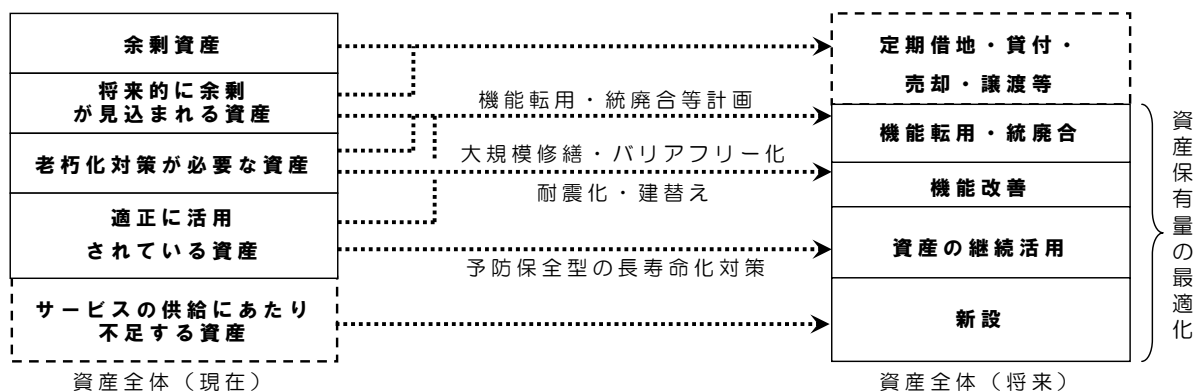 余剰資産
将来的に余剰
が見込まれる資産
老朽化対策が必要な資産
適正に活用
されている資産
サービスの供給にあたり
不足する資産
資産全体（現在）
機能転用・統廃合等計画
大規模修繕・バリアフリー化
耐震化・建替え
予防保全型の長寿命化対策
定期借地・貸付・
売却・譲渡等
機能転用・統廃合
機能改善
資産の継続活用
新設
資産全体（将来）
資産保有量の最適化